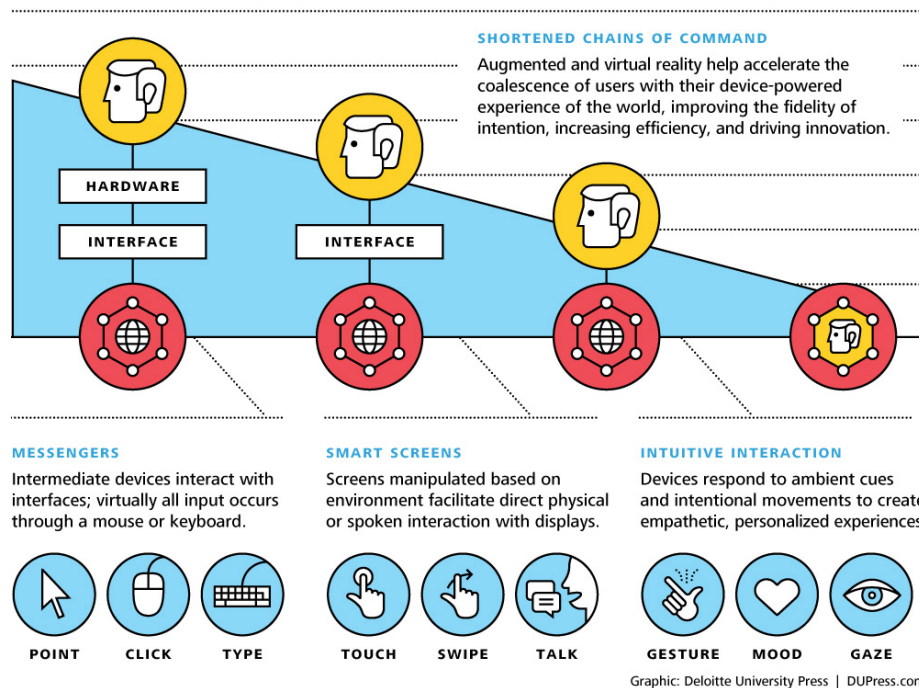 SHORTENED CHAINS OF COMMAND
Augmented and virtual reality help accelerate the
coalescence of users with their device-powered
experience of the world, improving the fidelity of
intention, increasing efficiency, and driving innovation.
HARDWARE
INTERFACE
INTERFACE
MESSENGERS
Intermediate devices interact with
interfaces; virtually all input occurs
through a mouse or keyboard.
POINT
CLICK
TYPE
SMART SCREENS
Screens manipulated based on
environment facilitate direct physical
or spoken interaction with displays.
TOUCH
SWIPE
TALK
INTUITIVE INTERACTION
Devices respond to ambient cues
and intentional movements to create
empathetic, personalized experiences
GESTURE
MOOD
GAZE
Graphic: Deloitte University Press | DUPress.com